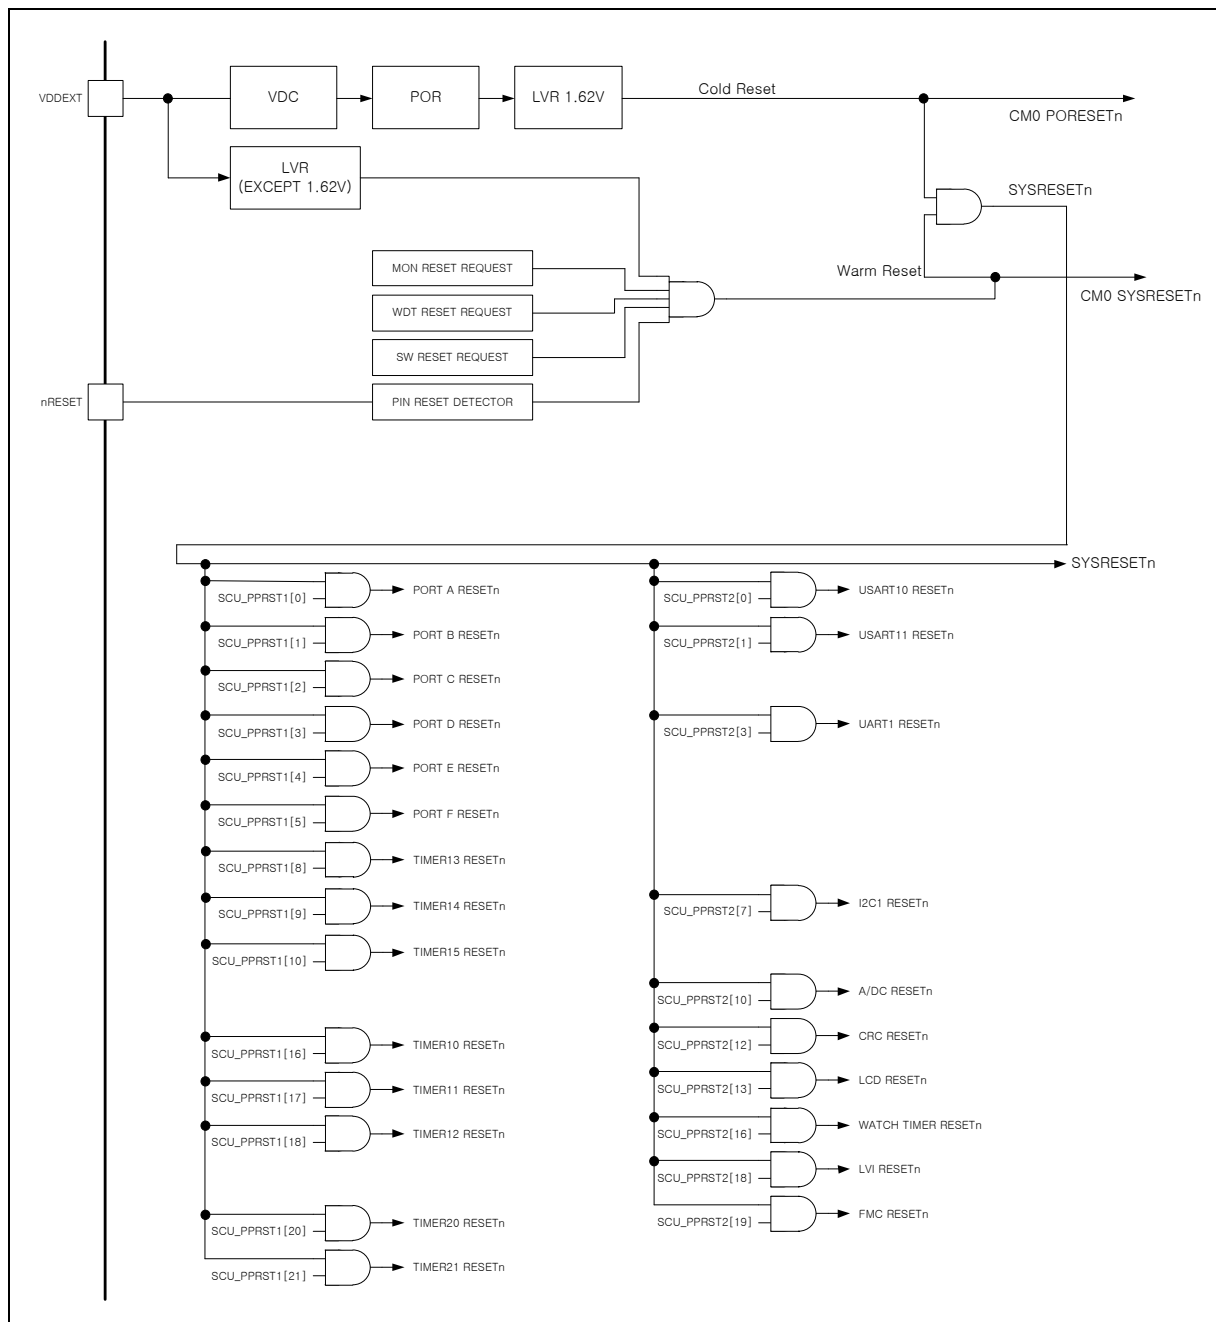 VDDEXT
VDC
POR
LVR 1.62V
Cold Reset
CM0 PORESETn
LVR
(EXCEPT 1.62V)
SYSRESETn
MON RESET REQUEST
Warm Reset
CM0 SYSRESETn
WDT RESET REQUEST
SW RESET REQUEST
nRESET
PIN RESET DETECTOR
SYSRESETn
SCU_PPRST1[0]
PORT A RESETn
SCU_PPRST1[1]
PORT B RESETn
SCU_PPRST1[2]
PORT C RESETn
SCU_PPRST1[3]
PORT D RESETn
SCU_PPRST1[4]
PORT E RESETn
SCU_PPRST1[5]
PORT F RESETn
SCU_PPRST1[8]
TIMER13 RESETn
SCU_PPRST1[9]
TIMER14 RESETn
SCU_PPRST1[10]
TIMER15 RESETn
SCU_PPRST1[16]
TIMER10 RESETn
SCU_PPRST1[17]
TIMER11 RESETn
SCU_PPRST1[18]
TIMER12 RESETn
SCU_PPRST1[20]
TIMER20 RESETn
SCU_PPRST1[21]
TIMER21 RESETn
SCU_PPRST2[0]
USART10 RESETn
SCU_PPRST2[1]
USART11 RESETn
SCU_PPRST2[3]
UART1 RESETn
SCU_PPRST2[7]
I2C1 RESETn
SCU_PPRST2[10]
A/DC RESETn
SCU_PPRST2[12]
CRC RESETn
SCU_PPRST2[13]
LCD RESETn
SCU_PPRST2[16]
WATCH TIMER RESETn
SCU_PPRST2[18]
LVI RESETn
SCU_PPRST2[19]
FMC RESETn